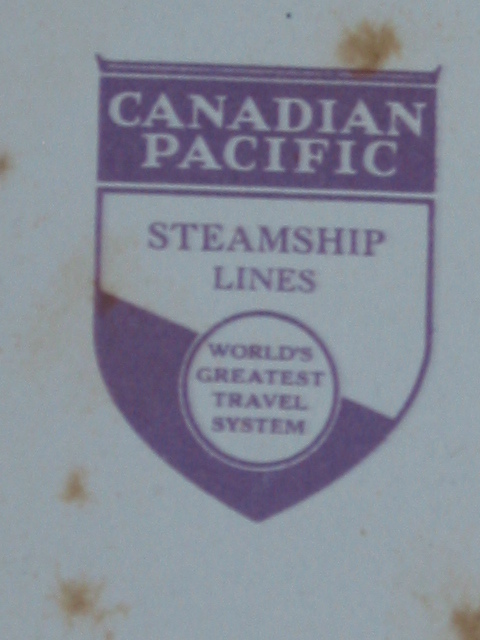 CANADIAN
PACIFIC
STEAMSHIP
LINES
WORLD'S
GREATEST
TRAVEL
SYSTEM